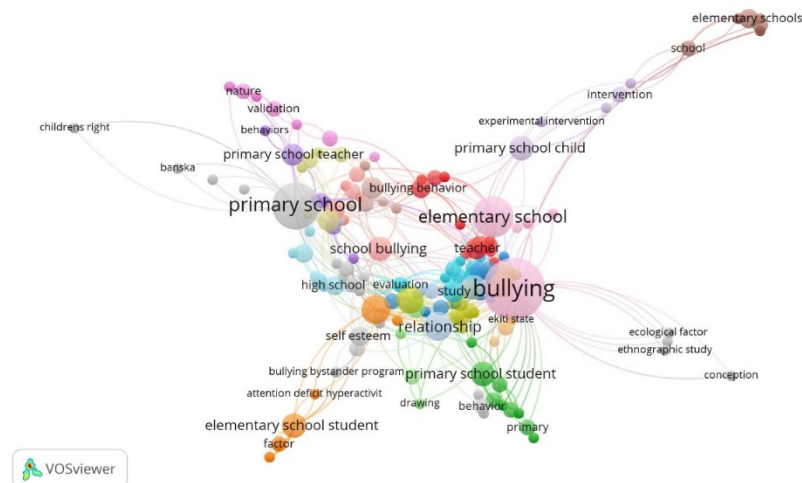 elementary schools
school
nature
intervention
validation
childrens right
behaviors
experimental intervention
primary school teacher
primary school child
banska
bullying behavior
primary school
elementary school
school bullying
teacher
high school
evaluation
study
bullying
ekiti state
relationship
self esteem
ecological factor
ethnographic study
bullying bystander program
primary school student
conception
attention deficit hyperactivit
drawing
behavior
elementary school student
primary
factor
VOSviewer